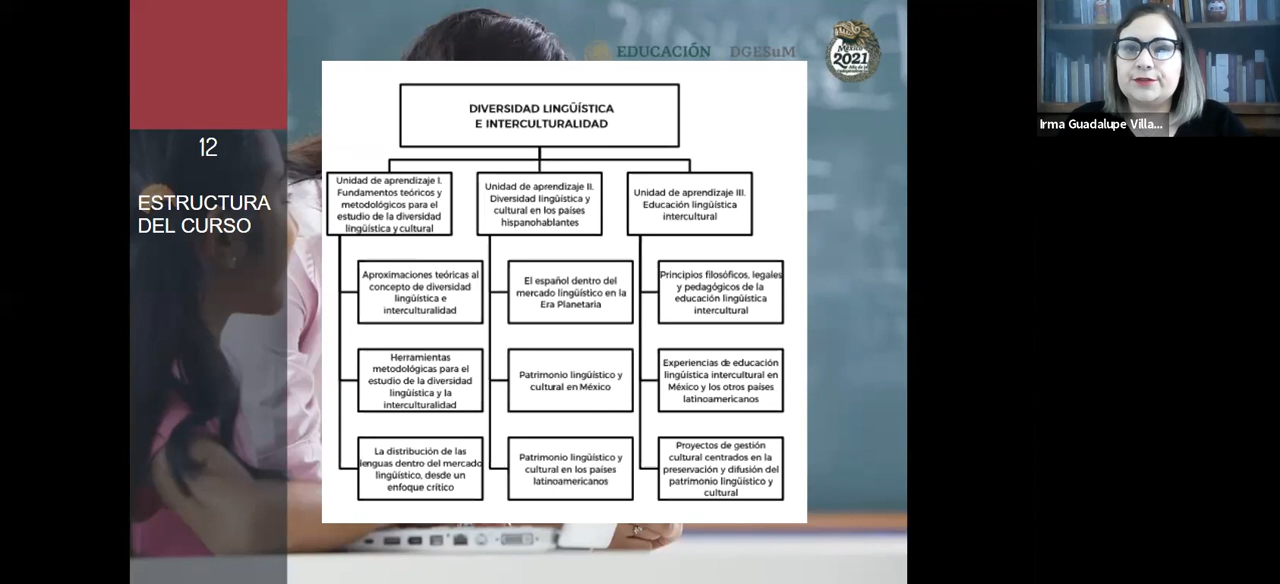 EDUCACIÓN DGESuM
México
2021
12
ESTRUCTURA
DEL CURSO
DIVERSIDAD LINGÜÍSTICA
E INTERCULTURALIDAD
Unidad de aprendizaje I.
Fundamentos teóricos y
metodológicos para el
estudio de la diversidad
lingüística y cultural
Aproximaciones teóricas al
concepto de diversidad
lingüística e
interculturalidad
Herramientas
metodológicas para el
estudio de la diversidad
lingüística y la
interculturalidad
La distribución de las
lenguas dentro del mercado
lingüístico, desde un
enfoque crítico
Unidad de aprendizaje II.
Diversidad lingüística y
cultural en los países
hispanohablantes
El español dentro del
mercado lingüístico en la
Era Planetaria
Patrimonio lingüístico y
cultural en México
Patrimonio lingüístico y
cultural en los países
latinoamericanos
Unidad de aprendizaje III.
Educación lingüística
intercultural
Principios filosóficos, legales
y pedagógicos de la
educación lingüística
intercultural
Experiencias de educación
lingüística intercultural en
México y los otros países
latinoamericanos
Proyectos de gestión
cultural centrados en la
preservación y difusión del
patrimonio lingüístico y
cultural
Irma Guadalupe Villa...